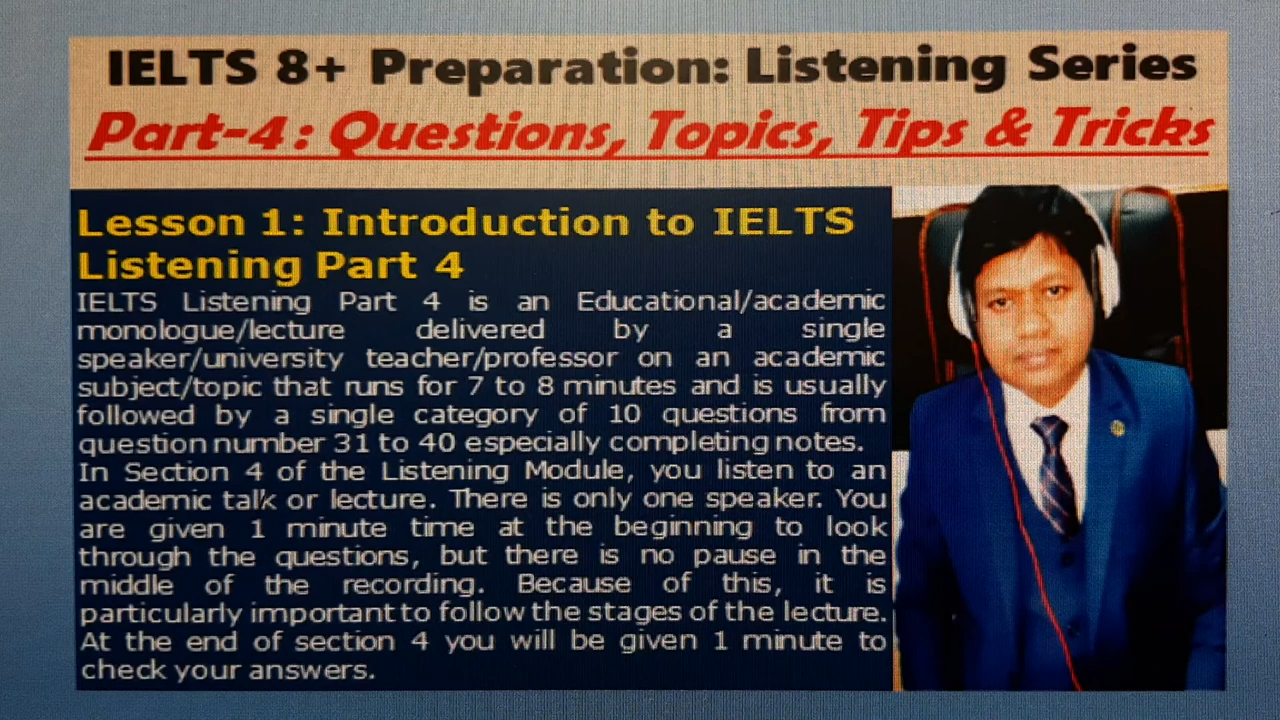 IELTS 8+ Preparation: Listening Series
Part-4: Questions, Topics, Tips & Tricks
Lesson 1: Introduction to IELTS
Listening Part 4
IELTS Listening Part 4 is an Educational/academic
monologue/lecture delivered by a single
speaker/university teacher/professor on an academic
subject/topic that runs for 7 to 8 minutes and is usually
followed by a single category of 10 questions from
question number 31 to 40 especially completing notes.
In Section 4 of the Listening Module, you listen to an
academic talk or lecture. There is only one speaker. You
are given 1 minute time at the beginning to look
through the questions, but there is no pause in the
middle of the recording. Because of this, it is
particularly important to follow the stages of the lecture.
At the end of section 4 you will be given 1 minute to
check your answers.